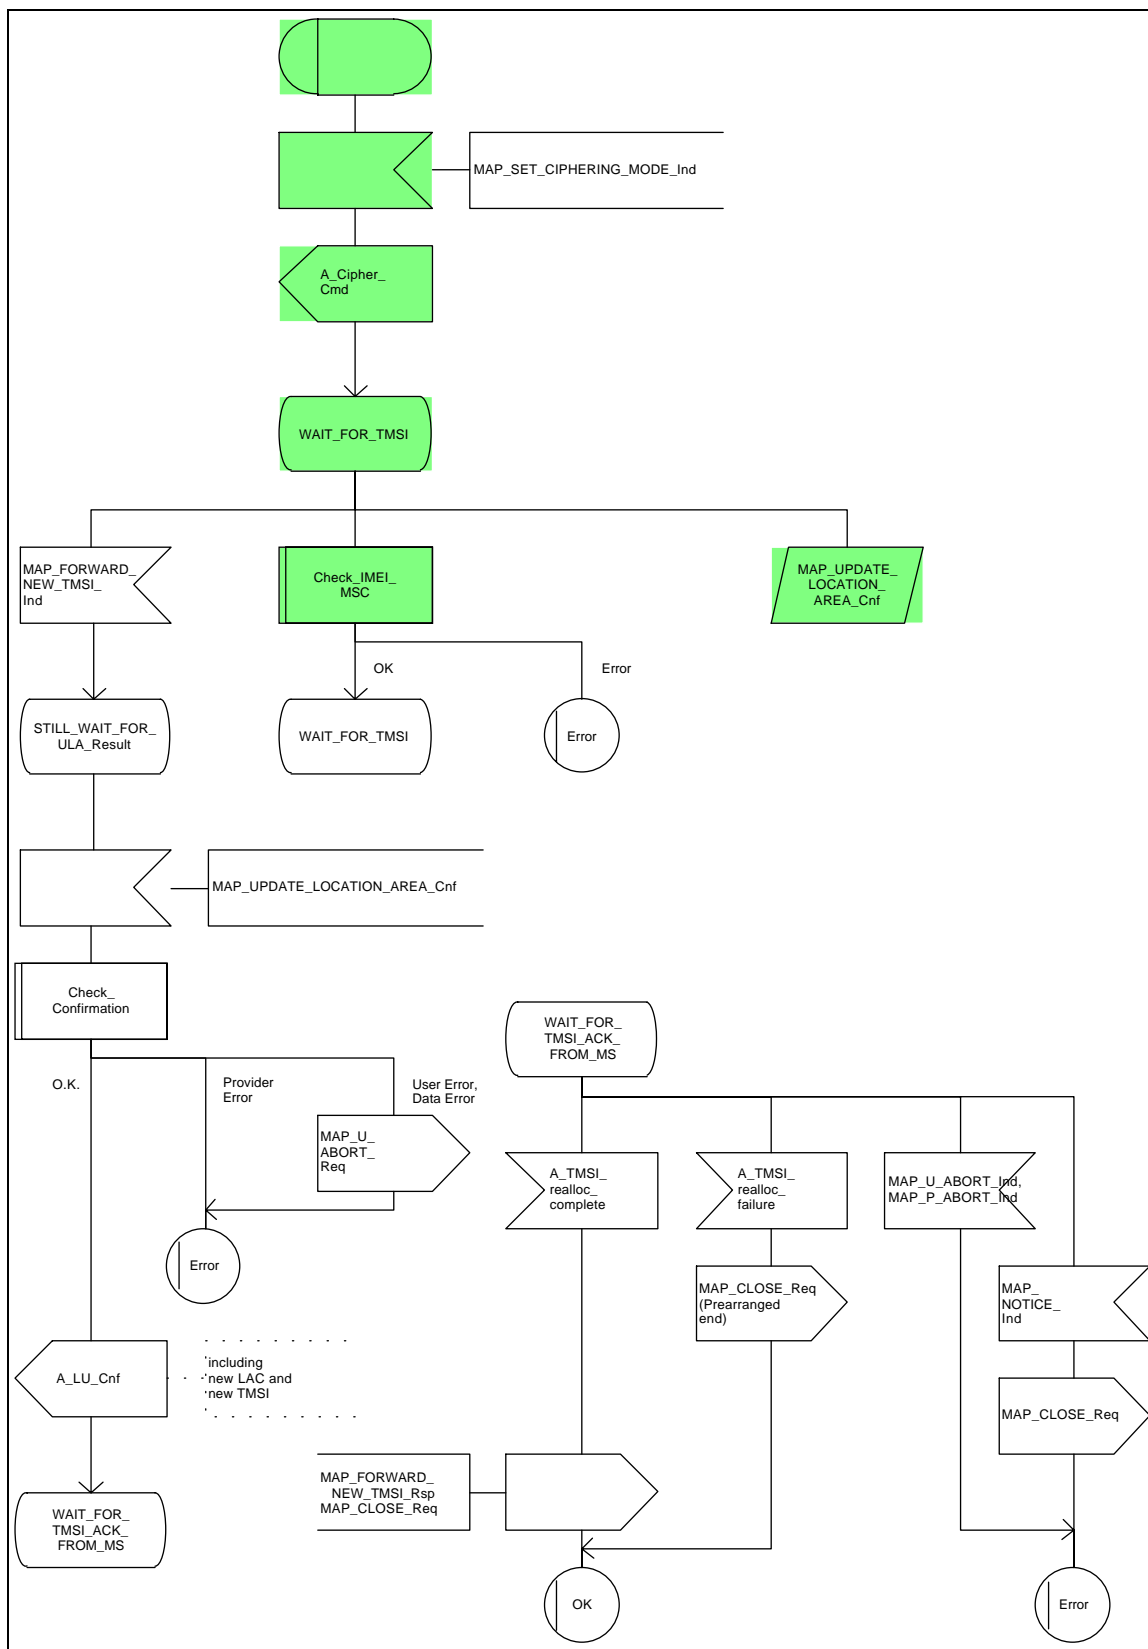 MAP_SET_CIPHERING_MODE_Ind
A_Cipher_
Cmd
WAIT_FOR_TMSI
MAP_FORWARD_
NEW_TMSI_
Ind
Check_IMEI_
MSC
MAP_UPDATE_
LOCATION_
AREA_Cnf
OK
Error
STILL_WAIT_FOR_
ULA_Result
WAIT_FOR_TMSI
Error
MAP_UPDATE_LOCATION_AREA_Cnf
Check_
Confirmation
O.K.
Provider
Error
User Error,
Data Error
MAP_U_
ABORT_
Req
Error
A_LU_Cnf
including
new LAC and
new TMSI
WAIT_FOR_
TMSI_ACK_
FROM_MS
WAIT_FOR_
TMSI_ACK_
FROM_MS
A_TMSI_
realloc_
complete
A_TMSI_
realloc_
failure
MAP_U_ABORT_Ind,
MAP_P_ABORT_Ind
MAP_CLOSE_Req
(Prearranged
end)
MAP_
NOTICE_
Ind
MAP_CLOSE_Req
MAP_FORWARD_
NEW_TMSI_Rsp
MAP_CLOSE_Req
OK
Error